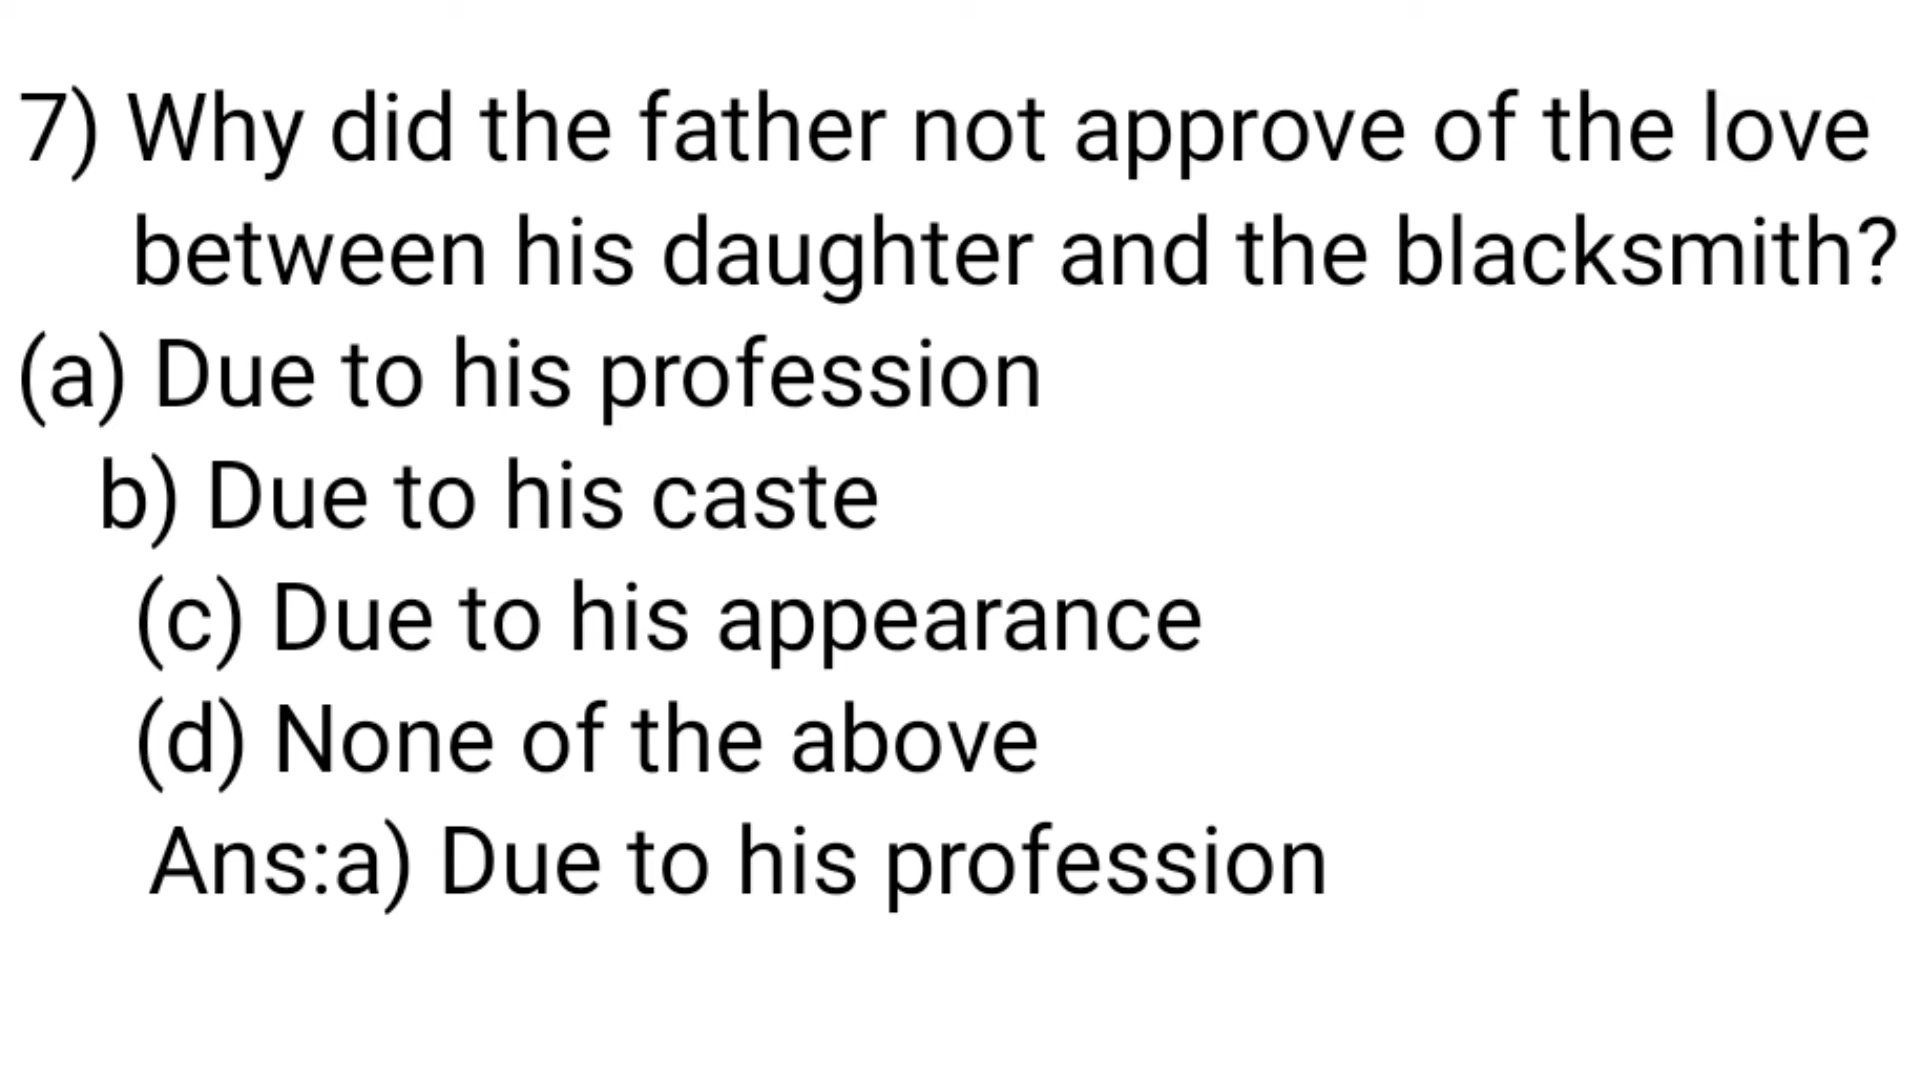 7) Why did the father not approve of the love
between his daughter and the blacksmith?
(a) Due to his profession
b) Due to his caste
(c) Due to his appearance
(d) None of the above
Ans:a) Due to his profession